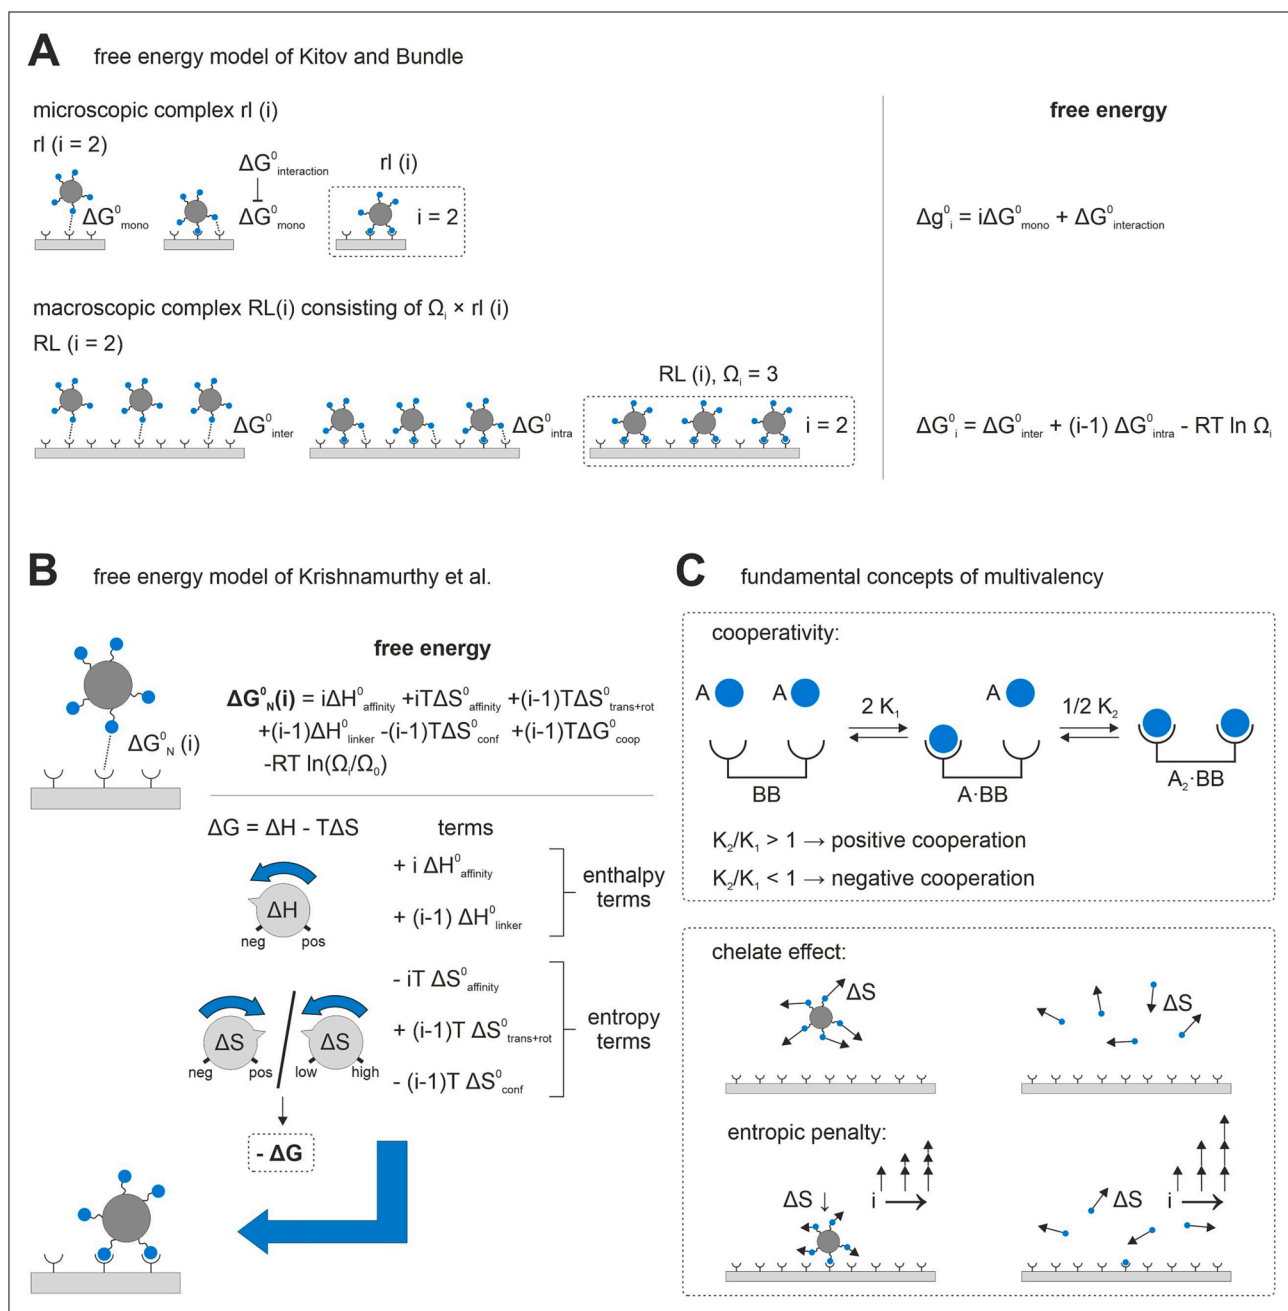 A free energy model of Kitov and Bundle
microscopic complex rl (i)
free energy
rl (i = 2)
ΔG⁰interaction
rl (i)
ΔG⁰mono
ΔG⁰mono
i = 2
Δg⁰i = iΔG⁰mono + ΔG⁰interaction
macroscopic complex RL(i) consisting of Ωi × rl (i)
RL (i = 2)
RL (i), Ωi = 3
ΔG⁰inter
ΔG⁰intra
i = 2
ΔG⁰i = ΔG⁰inter + (i-1) ΔG⁰intra - RT ln Ωi
B free energy model of Krishnamurthy et al.
free energy
ΔG⁰N(i) = iΔH⁰affinity +iTΔS⁰affinity +(i-1)TΔS⁰trans+rot
+(i-1)ΔH⁰linker -(i-1)TΔS⁰conf +(i-1)TΔG⁰coop
-RT ln(Ωi/Ω0)
ΔG⁰N (i)
ΔG = ΔH - TΔS
terms
+ i ΔH⁰affinity
+ (i-1) ΔH⁰linker
enthalpy
terms
ΔH
neg pos
- iT ΔS⁰affinity
+ (i-1)T ΔS⁰trans+rot
- (i-1)T ΔS⁰conf
entropy
terms
ΔS
neg pos
ΔS
low high
- ΔG
C fundamental concepts of multivalency
cooperativity:
A A
2 K1
A
1/2 K2
BB
A·BB
A2·BB
K2/K1 > 1 → positive cooperation
K2/K1 < 1 → negative cooperation
chelate effect:
ΔS
ΔS
entropic penalty:
ΔS ↓
i
ΔS
i